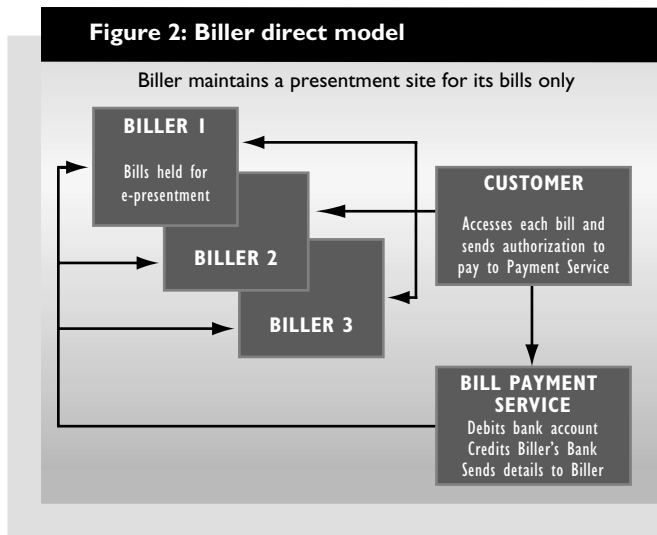 Figure 2: Biller direct model
Biller maintains a presentment site for its bills only
BILLER 1
Bills held for
e-presentment
BILLER 2
BILLER 3
CUSTOMER
Accesses each bill and
sends authorization to
pay to Payment Service
BILL PAYMENT
SERVICE
Debits bank account
Credits Biller's Bank
Sends details to Biller